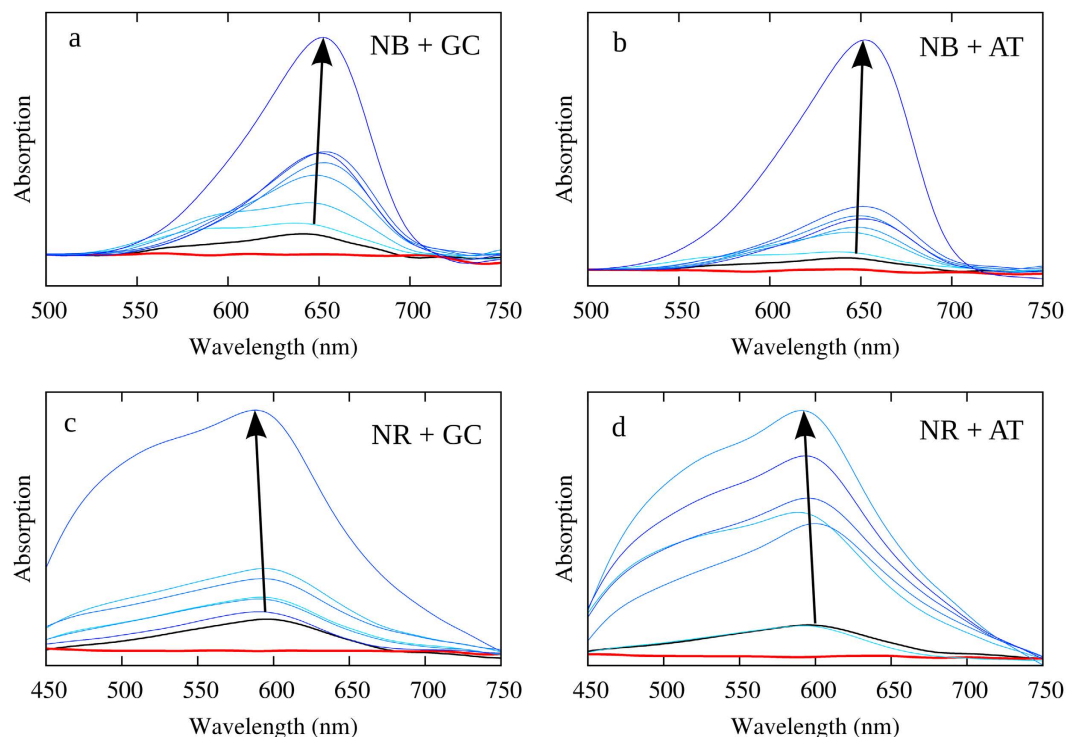 a
NB + GC
Absorption
500 550 600 650 700 750
Wavelength (nm)
b
NB + AT
Absorption
500 550 600 650 700 750
Wavelength (nm)
c
NR + GC
Absorption
450 500 550 600 650 700 750
Wavelength (nm)
d
NR + AT
Absorption
450 500 550 600 650 700 750
Wavelength (nm)